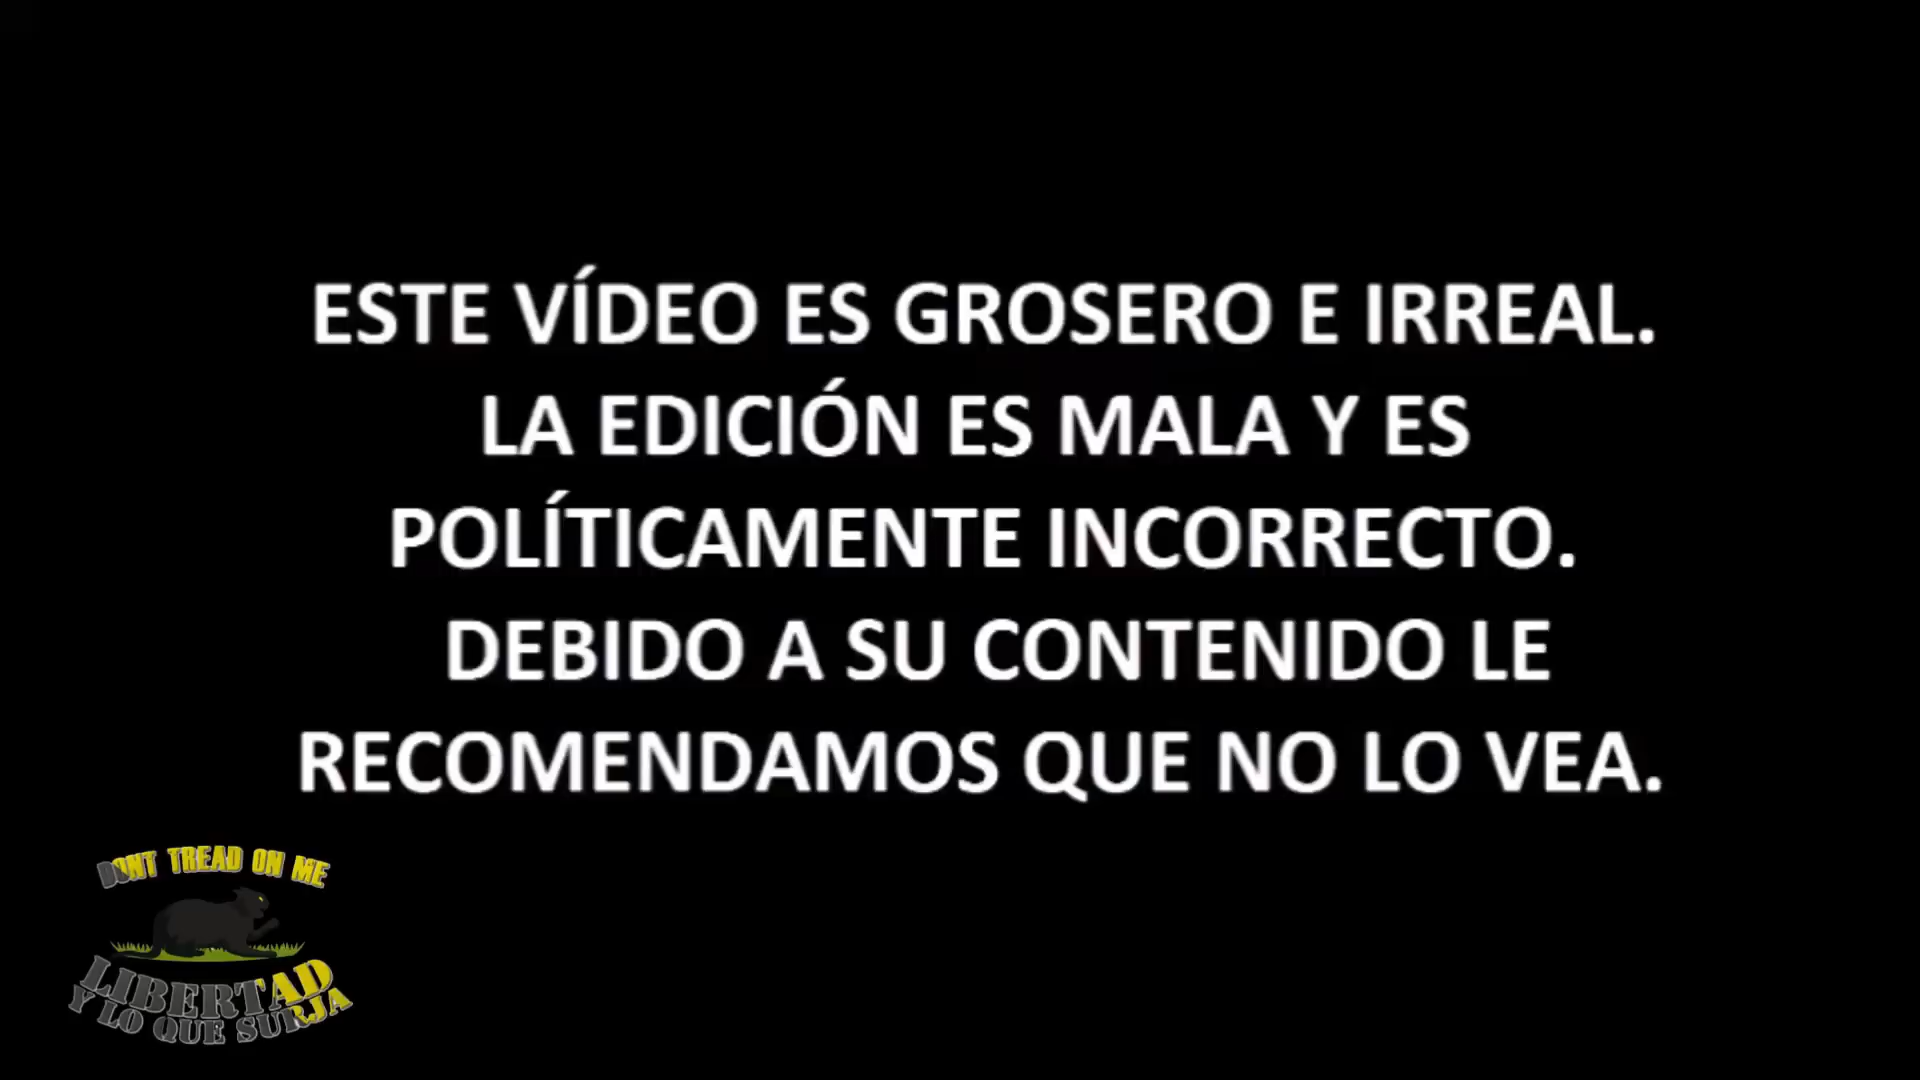 ESTE VÍDEO ES GROSERO E IRREAL.
LA EDICIÓN ES MALA Y ES
POLÍTICAMENTE INCORRECTO.
DEBIDO A SU CONTENIDO LE
RECOMENDAMOS QUE NO LO VEA.
DONT TREAD ON ME
LIBERTAD
Y LO QUE SURJA